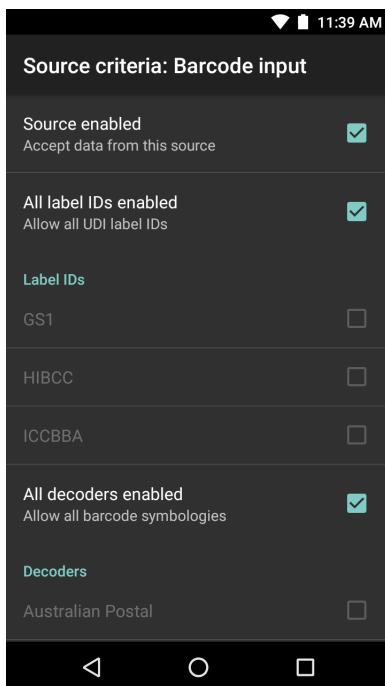 11:39 AM
Source criteria: Barcode input
Source enabled
Accept data from this source
All label IDs enabled
Allow all UDI label IDs
Label IDs
GS1
HIBCC
ICCBBA
All decoders enabled
Allow all barcode symbologies
Decoders
Australian Postal